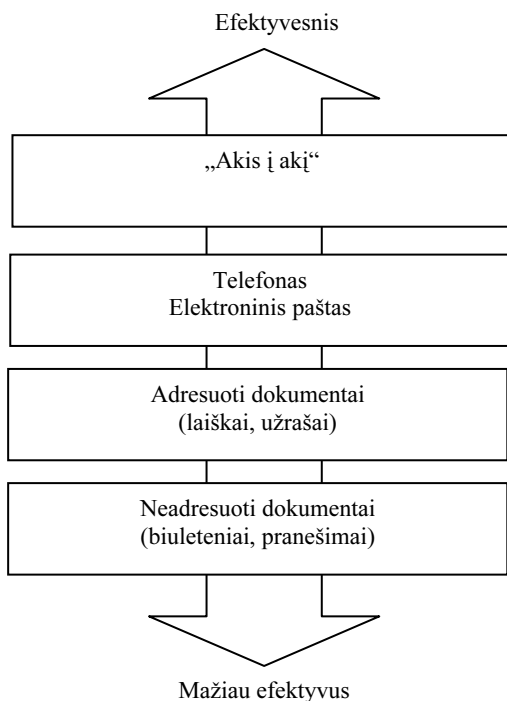 Efektyvesnis
„Akis į akį“
Telefonas
Elektroninis paštas
Adresuoti dokumentai
(laiškai, užrašai)
Neadresuoti dokumentai
(biuleteniai, pranešimai)
Mažiau efektyvus